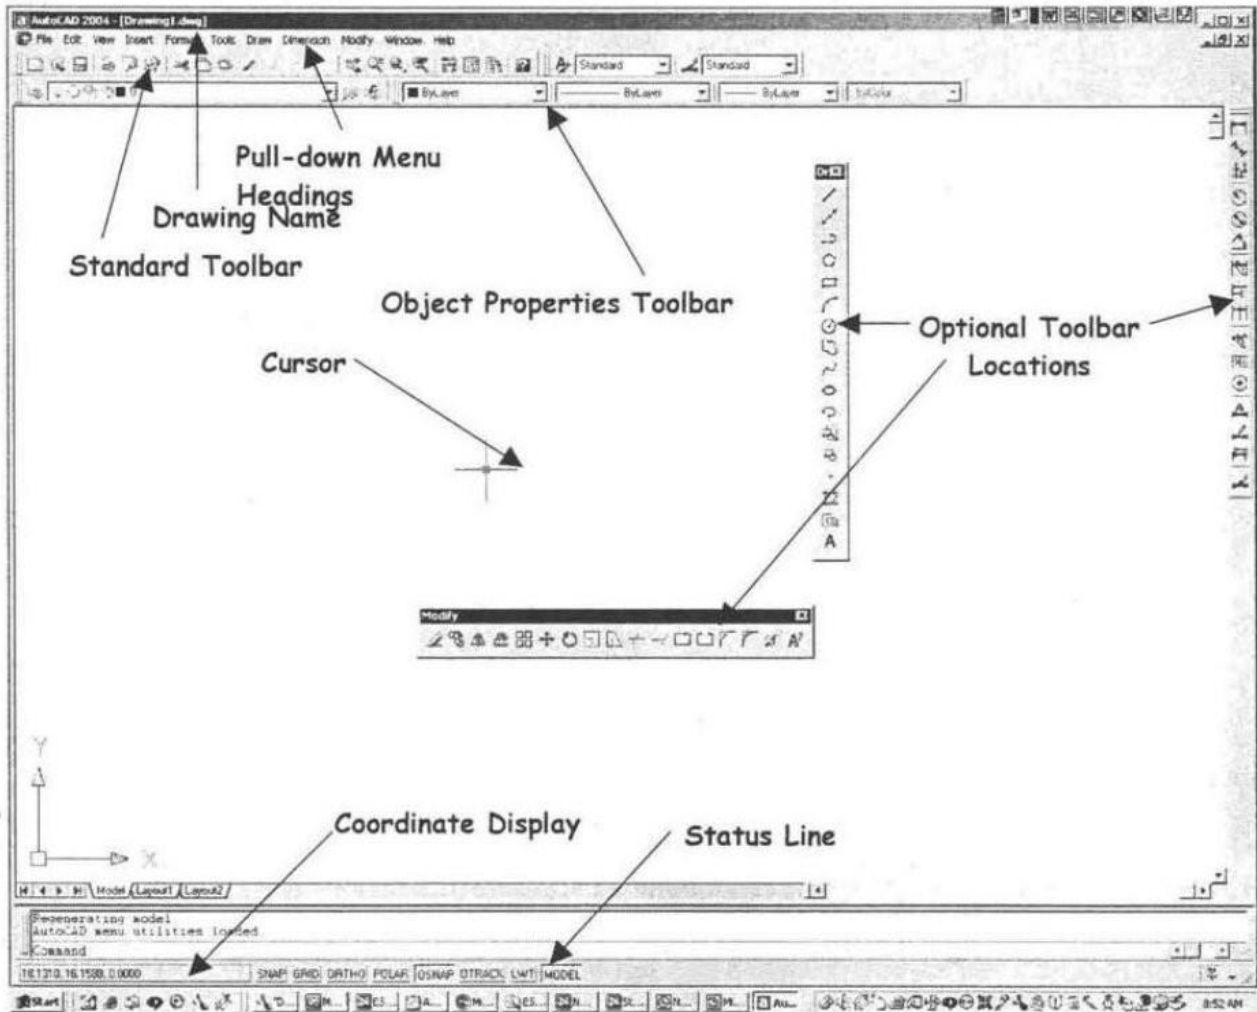 AutoCAD 2004 - [Drawing1.dwg]
File Edit View Insert Format Tools Draw Dimension Modify Window Help
Standard Standard
ByLayer ByLayer ByLayer ByColor
Pull-down Menu
Headings
Drawing Name
Standard Toolbar
Object Properties Toolbar
Optional Toolbar
Locations
Cursor
Modify
Y
X
Coordinate Display
Status Line
Model Layout1 Layout2
Regenerating model
AutoCAD menu utilities loaded
Command
SNAP GRID ORTHO POLAR OSNAP OTRACK LWT MODEL
Start
8:52 AM